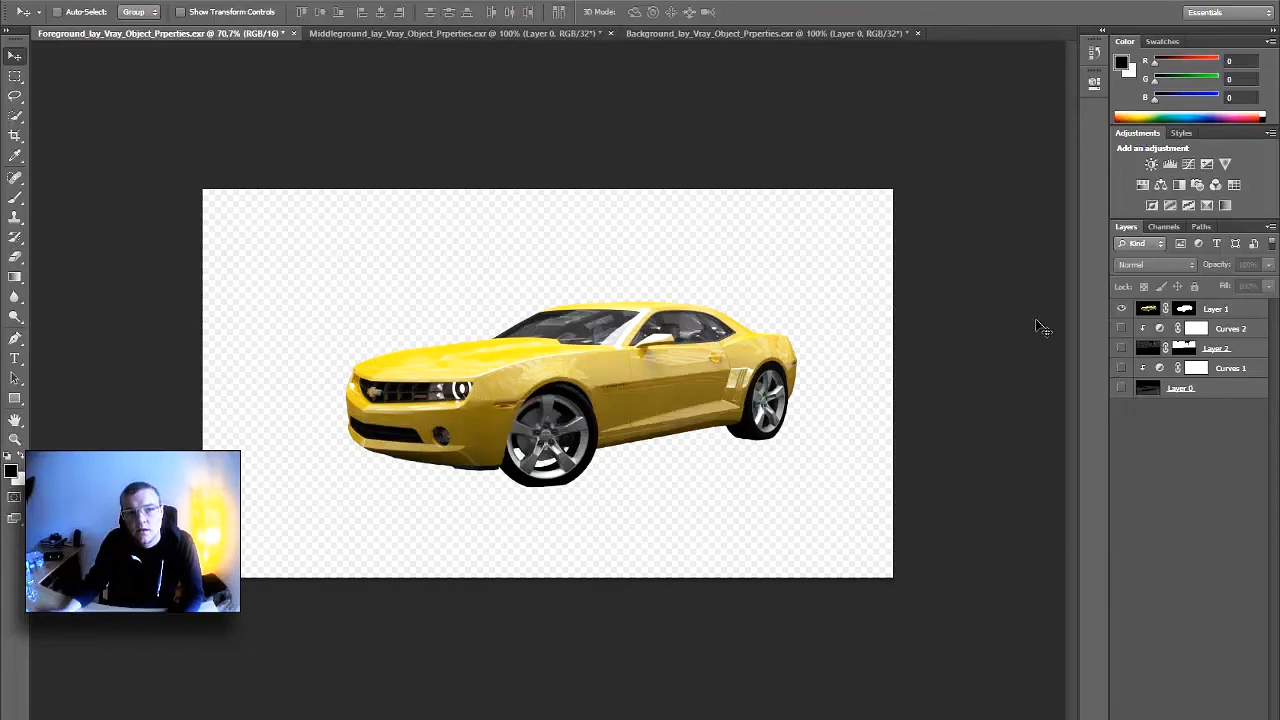 Auto-Select:
Group
Show Transform Controls
3D Mode:
Essentials
Foreground_lay_Vray_Object_Prperties.exr @ 70,7% (RGB/16) *
Middleground_lay_Vray_Object_Prperties.exr @ 100% (Layer 0, RGB/32*) *
Background_lay_Vray_Object_Prperties.exr @ 100% (Layer 0, RGB/32*) *
Color
Swatches
R
0
G
0
B
0
Adjustments
Styles
Add an adjustment
Layers
Channels
Paths
Kind
Normal
Opacity:
100%
Lock:
Fill:
100%
Layer 1
Curves 2
Layer 2
Curves 1
Layer 0